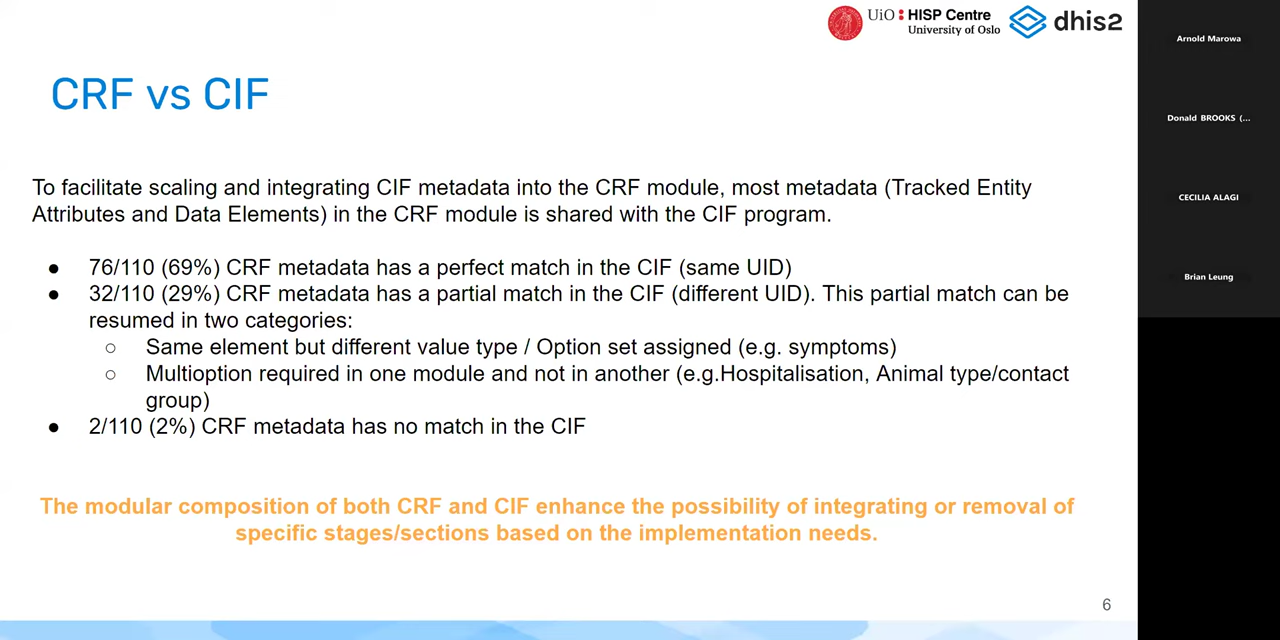 UiO : HISP Centre
University of Oslo
dhis2
CRF vs CIF
To facilitate scaling and integrating CIF metadata into the CRF module, most metadata (Tracked Entity
Attributes and Data Elements) in the CRF module is shared with the CIF program.
● 76/110 (69%) CRF metadata has a perfect match in the CIF (same UID)
● 32/110 (29%) CRF metadata has a partial match in the CIF (different UID). This partial match can be
resumed in two categories:
○ Same element but different value type / Option set assigned (e.g. symptoms)
○ Multioption required in one module and not in another (e.g.Hospitalisation, Animal type/contact
group)
● 2/110 (2%) CRF metadata has no match in the CIF
The modular composition of both CRF and CIF enhance the possibility of integrating or removal of
specific stages/sections based on the implementation needs.
6
Arnold Marowa
Donald BROOKS (...
CECILIA ALAGI
Brian Leung